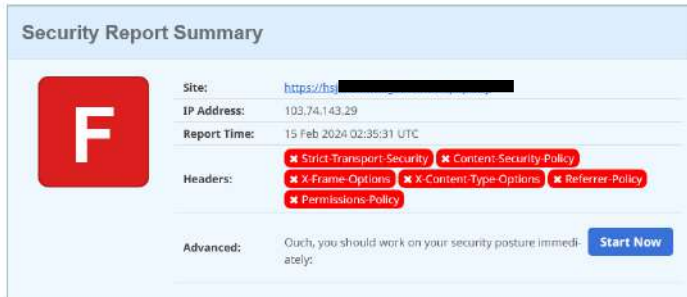 Security Report Summary
F
Site: https://hsj
IP Address: 103.74.143.29
Report Time: 15 Feb 2024 02:35:31 UTC
Headers: ✖ Strict-Transport-Security ✖ Content-Security-Policy
✖ X-Frame-Options ✖ X-Content-Type-Options ✖ Referrer-Policy
✖ Permissions-Policy
Advanced: Ouch, you should work on your security posture immedi- Start Now
ately: